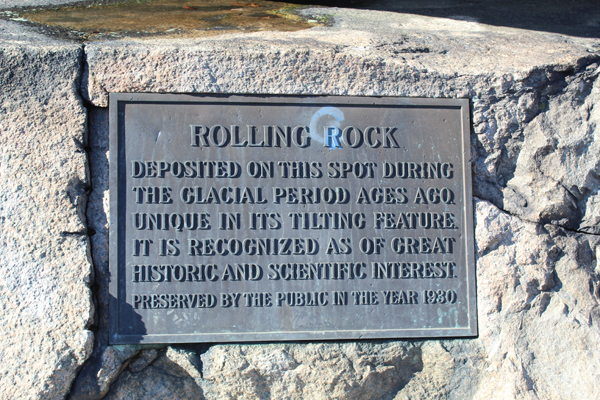 ROLLING ROCK
DEPOSITED ON THIS SPOT DURING
THE GLACIAL PERIOD AGES AGO.
UNIQUE IN ITS TILTING FEATURE.
IT IS RECOGNIZED AS OF GREAT
HISTORIC AND SCIENTIFIC INTEREST.
PRESERVED BY THE PUBLIC IN THE YEAR 1930